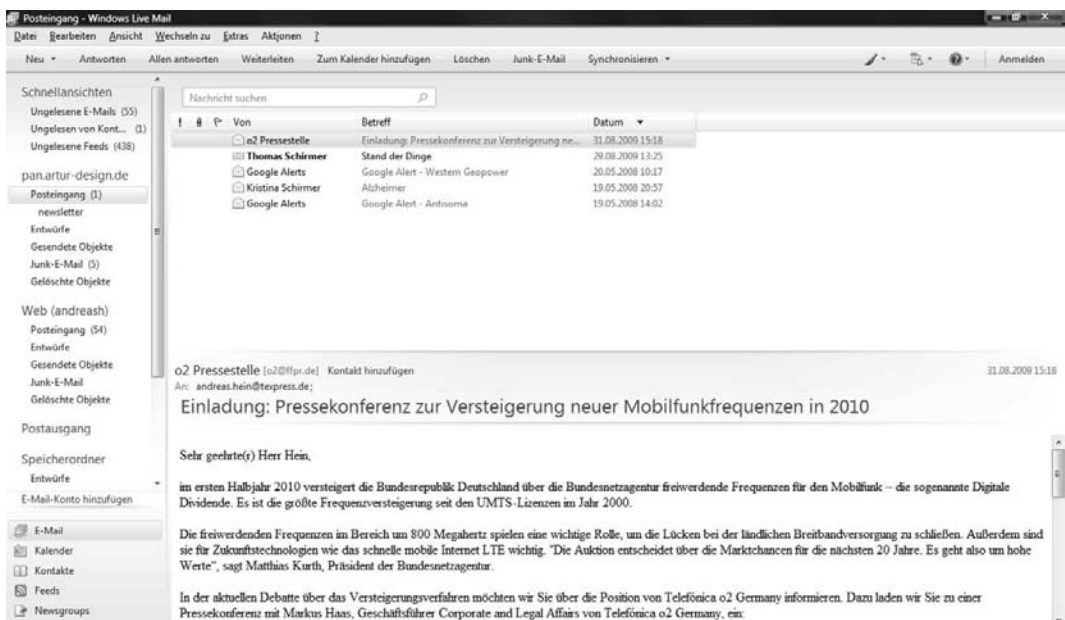 Posteingang - Windows Live Mail
Datei Bearbeiten Ansicht Wechseln zu Extras Aktionen ?
Neu Antworten Allen antworten Weiterleiten Zum Kalender hinzufügen Löschen Junk-E-Mail Synchronisieren Anmelden
Schnellansichten
Ungelesene E-Mails (55)
Ungelesen von Kont... (1)
Ungelesene Feeds (438)
pan.artur-design.de
Posteingang (1)
newsletter
Entwürfe
Gesendete Objekte
Junk-E-Mail (5)
Gelöschte Objekte
Web (andreash)
Posteingang (54)
Entwürfe
Gesendete Objekte
Junk-E-Mail
Gelöschte Objekte
Postausgang
Speicherordner
Entwürfe
E-Mail-Konto hinzufügen
E-Mail
Kalender
Kontakte
Feeds
Newsgroups
Nachricht suchen
! Von Betreff Datum
o2 Pressestelle Einladung: Pressekonferenz zur Versteigerung ne... 31.08.2009 15:18
Thomas Schirmer Stand der Dinge 29.08.2009 13:25
Google Alerts Google Alert - Western Geopower 20.05.2008 10:17
Kristina Schirmer Alzheimer 19.05.2008 20:57
Google Alerts Google Alert - Antisoma 19.05.2008 14:02
o2 Pressestelle [o2@ffpr.de] Kontakt hinzufügen 31.08.2009 15:18
An: andreas.hein@texpress.de;
Einladung: Pressekonferenz zur Versteigerung neuer Mobilfunkfrequenzen in 2010
Sehr geehrte(r) Herr Hein,
im ersten Halbjahr 2010 versteigert die Bundesrepublik Deutschland über die Bundesnetzagentur freiwerdende Frequenzen für den Mobilfunk – die sogenannte Digitale
Dividende. Es ist die größte Frequenzversteigerung seit den UMTS-Lizenzen im Jahr 2000.
Die freiwerdenden Frequenzen im Bereich um 800 Megahertz spielen eine wichtige Rolle, um die Lücken bei der ländlichen Breitbandversorgung zu schließen. Außerdem sind
sie für Zukunftstechnologien wie das schnelle mobile Internet LTE wichtig. "Die Auktion entscheidet über die Marktchancen für die nächsten 20 Jahre. Es geht also um hohe
Werte", sagt Matthias Kurth, Präsident der Bundesnetzagentur.
In der aktuellen Debatte über das Versteigerungsverfahren möchten wir Sie über die Position von Telefónica o2 Germany informieren. Dazu laden wir Sie zu einer
Pressekonferenz mit Markus Haas, Geschäftsführer Corporate and Legal Affairs von Telefónica o2 Germany, ein: